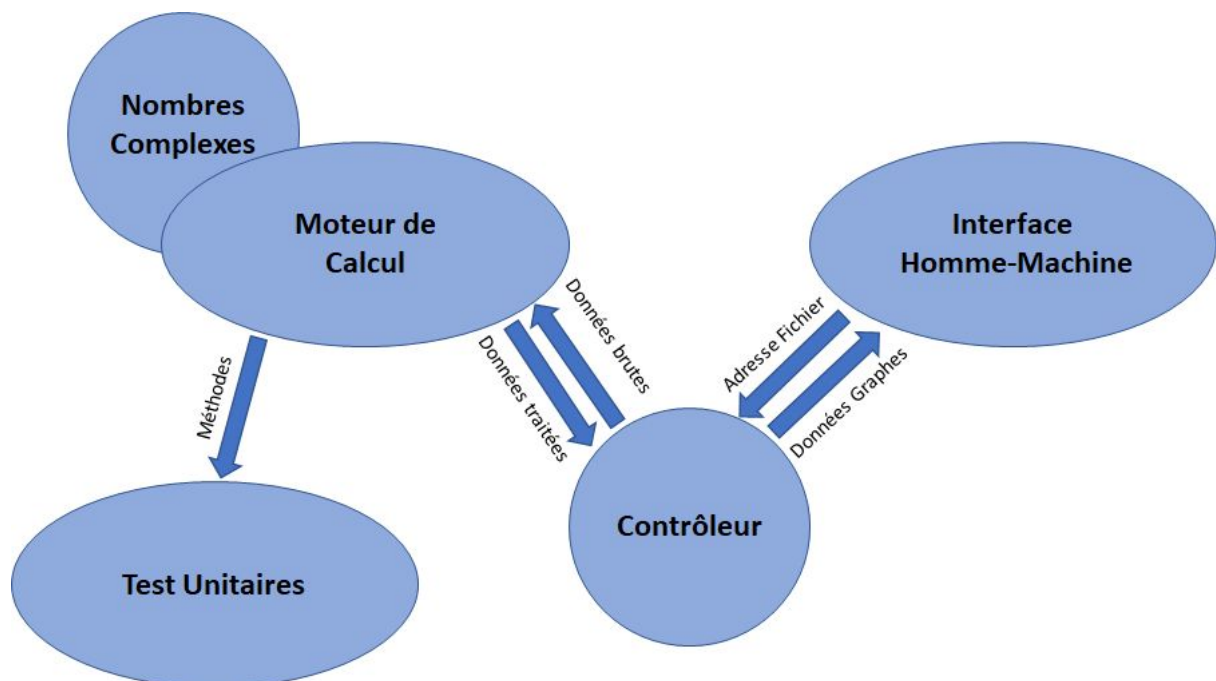 Nombres
Complexes
Moteur de
Calcul
Interface
Homme-Machine
Données brutes
Données traitées
Adresse Fichier
Données Graphes
Méthodes
Contrôleur
Test Unitaires